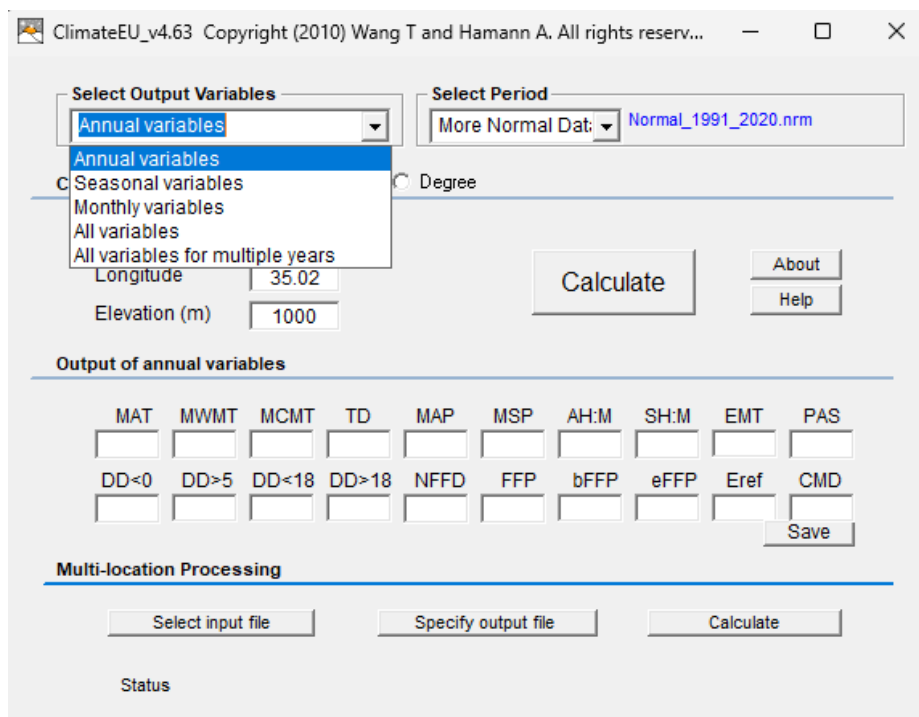 ClimateEU_v4.63 Copyright (2010) Wang T and Hamann A. All rights reserv...
Select Output Variables
Select Period
Annual variables
More Normal Dat
Normal_1991_2020.nrm
Annual variables
Seasonal variables
Monthly variables
All variables
All variables for multiple years
C
Degree
Longitude
35.02
Elevation (m)
1000
Calculate
About
Help
Output of annual variables
MAT MWMT MCMT TD MAP MSP AH:M SH:M EMT PAS
DD<0 DD>5 DD<18 DD>18 NFFD FFP bFFP eFFP Eref CMD
Save
Multi-location Processing
Select input file
Specify output file
Calculate
Status